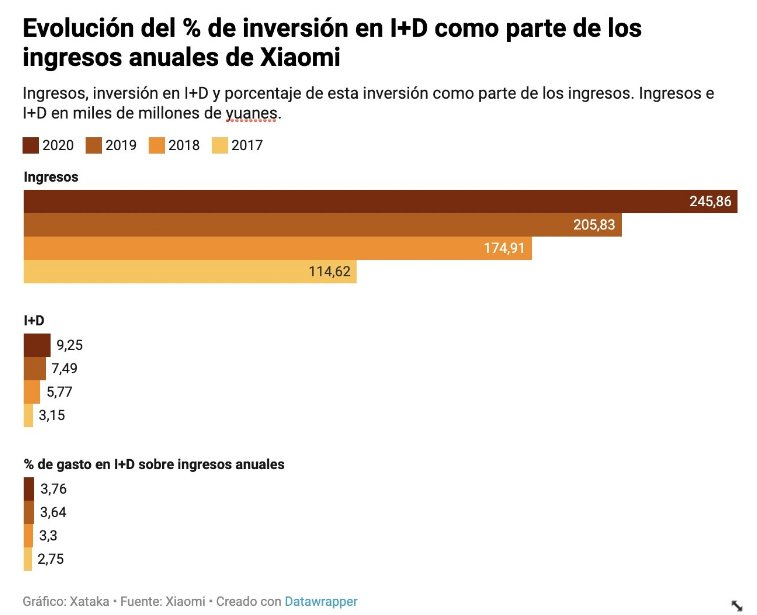 Evolución del % de inversión en I+D como parte de los
ingresos anuales de Xiaomi
Ingresos, inversión en I+D y porcentaje de esta inversión como parte de los ingresos. Ingresos e
I+D en miles de millones de yuanes.
2020 2019 2018 2017
Ingresos
245,86
205,83
174,91
114,62
I+D
9,25
7,49
5,77
3,15
% de gasto en I+D sobre ingresos anuales
3,76
3,64
3,3
2,75
Gráfico: Xataka • Fuente: Xiaomi • Creado con Datawrapper